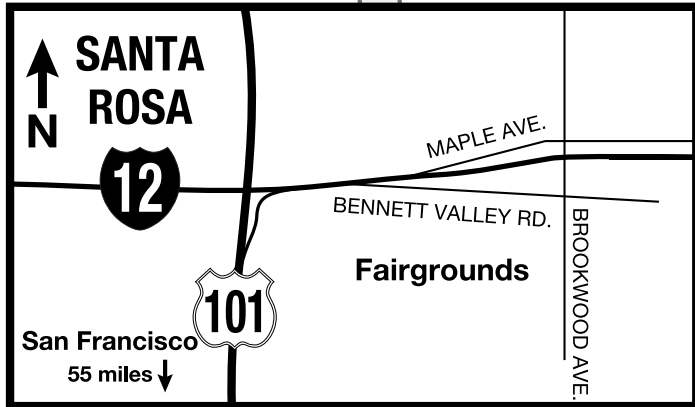 SANTA
ROSA
N
12
MAPLE AVE.
BENNETT VALLEY RD.
BROOKWOOD AVE.
Fairgrounds
101
San Francisco
55 miles